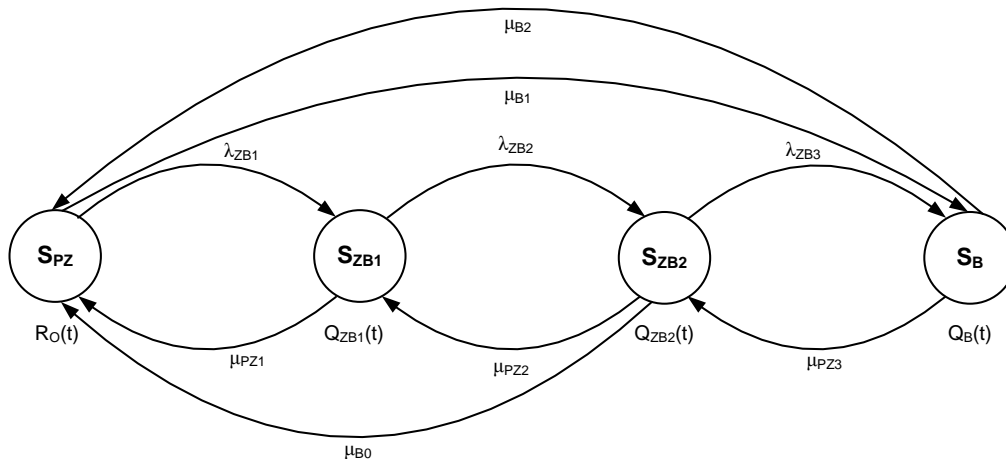 μB2
μB1
λZB1
λZB2
λZB3
SPZ
SZB1
SZB2
SB
RO(t)
QZB1(t)
QZB2(t)
QB(t)
μPZ1
μPZ2
μPZ3
μB0